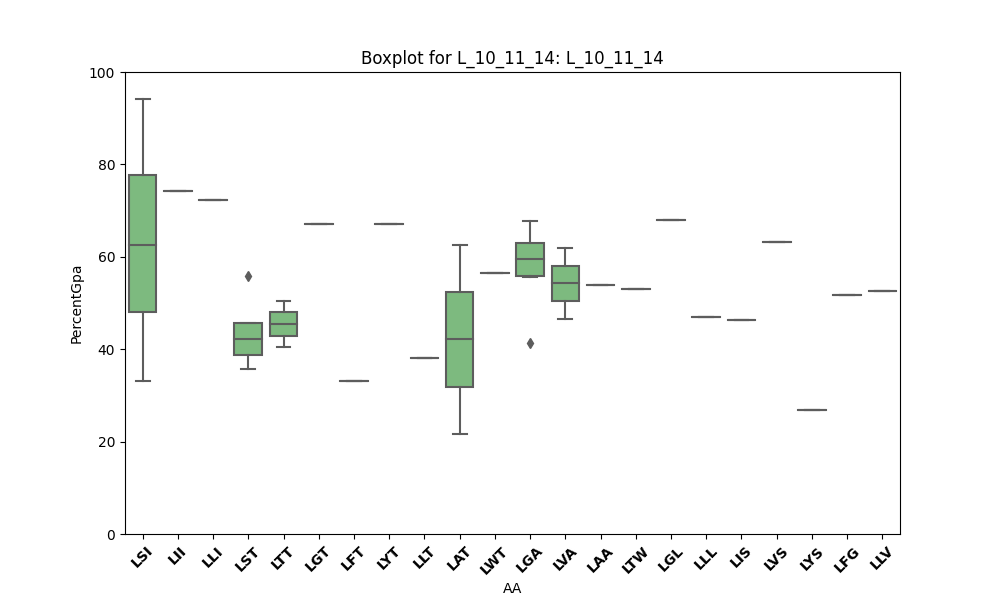 Boxplot for L_10_11_14: L_10_11_14
100
80
60
40
20
0
PercentGpa
LSI LII LLI LST LTT LGT LFT LYT LLT LAT LWT LGA LVA LAA LTW LGL LLL LIS LVS LYS LFG LLV
AA